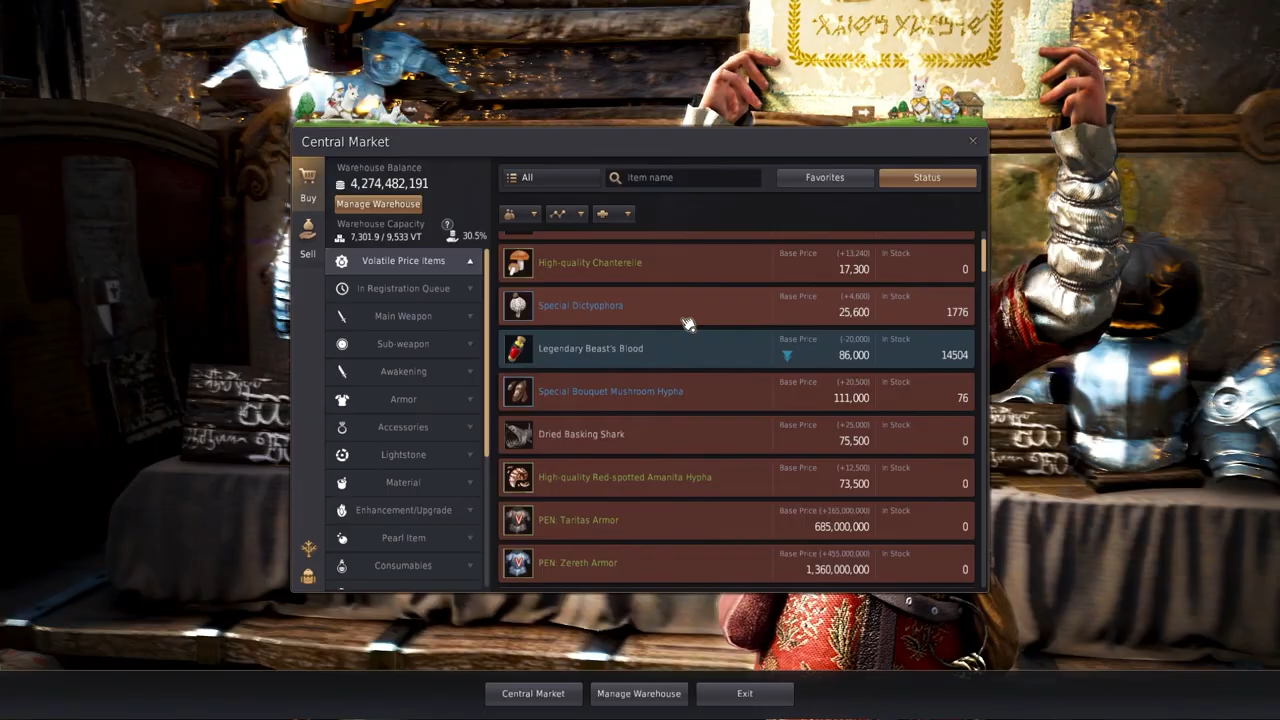 Central Market
Warehouse Balance
4,274,482,191
Manage Warehouse
Warehouse Capacity
7,301.9 / 9,533 VT
30.5%
Buy
Sell
All
Item name
Favorites
Status
Volatile Price Items
In Registration Queue
Main Weapon
Sub-weapon
Awakening
Armor
Accessories
Lightstone
Material
Enhancement/Upgrade
Pearl Item
Consumables
High-quality Chanterelle
Base Price (+13,240) In Stock
17,300 0
Special Dictyophora
Base Price (+4,600) In Stock
25,600 1776
Legendary Beast's Blood
Base Price (-20,000) In Stock
86,000 14504
Special Bouquet Mushroom Hypha
Base Price (+20,500) In Stock
111,000 76
Dried Basking Shark
Base Price (+25,000) In Stock
75,500 0
High-quality Red-spotted Amanita Hypha
Base Price (+12,500) In Stock
73,500 0
PEN: Taritas Armor
Base Price (+165,000,000) In Stock
685,000,000 0
PEN: Zereth Armor
Base Price (+455,000,000) In Stock
1,360,000,000 0
Central Market
Manage Warehouse
Exit